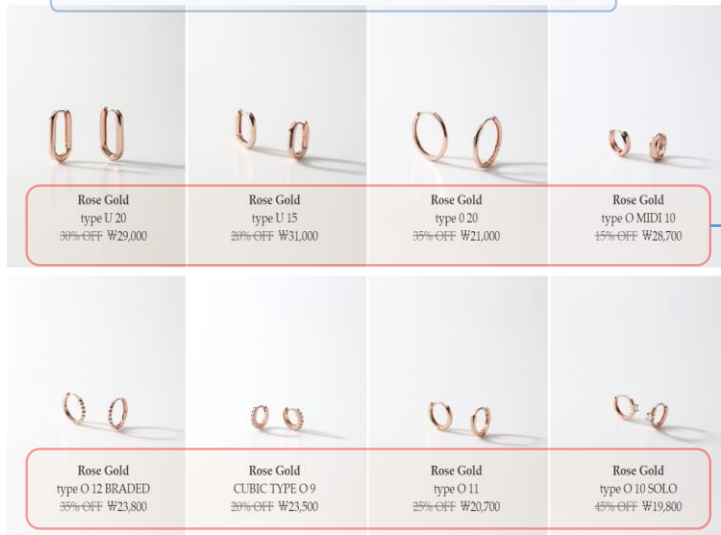 Rose Gold
type U 20
30% OFF ₩29,000
Rose Gold
type U 15
20% OFF ₩31,000
Rose Gold
type 0 20
35% OFF ₩21,000
Rose Gold
type O MIDI 10
15% OFF ₩28,700
Rose Gold
type O 12 BRADED
35% OFF ₩23,800
Rose Gold
CUBIC TYPE O 9
20% OFF ₩23,500
Rose Gold
type O 11
25% OFF ₩20,700
Rose Gold
type O 10 SOLO
45% OFF ₩19,800